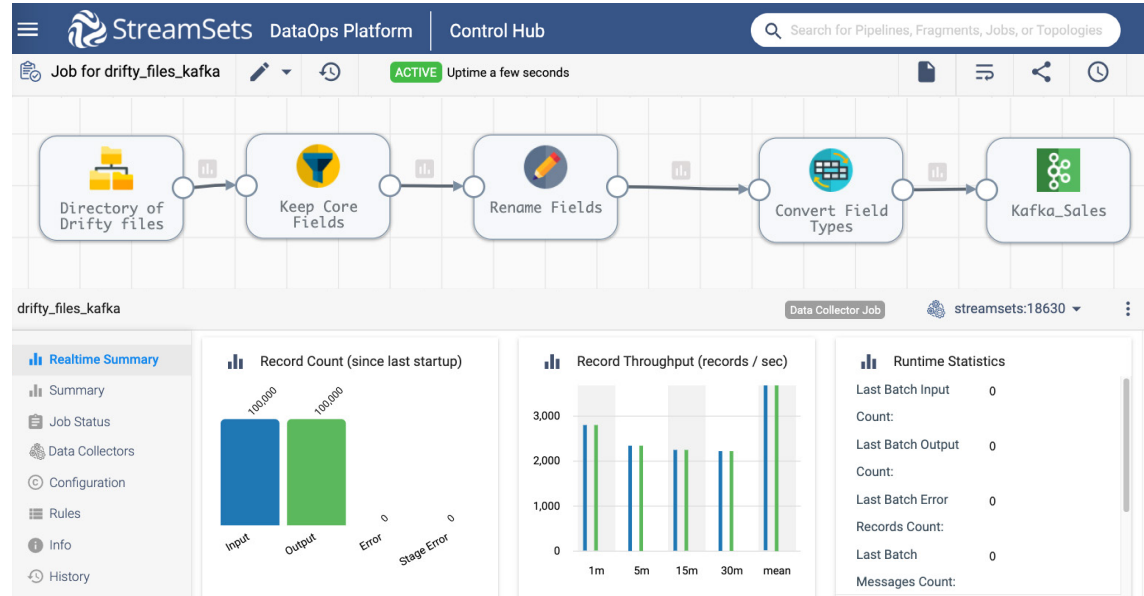 StreamSets DataOps Platform Control Hub
Search for Pipelines, Fragments, Jobs, or Topologies
Job for drifty_files_kafka ACTIVE Uptime a few seconds
Directory of
Drifty files
Keep Core
Fields
Rename Fields
Convert Field
Types
Kafka_Sales
drifty_files_kafka Data Collector Job streamsets:18630
Realtime Summary
Summary
Job Status
Data Collectors
C Configuration
Rules
Info
History
Record Count (since last startup)
100,000 100,000 0 0
Input Output Error Stage Error
Record Throughput (records / sec)
3,000
2,000
1,000
0
1m 5m 15m 30m mean
Runtime Statistics
Last Batch Input 0
Count:
Last Batch Output 0
Count:
Last Batch Error 0
Records Count:
Last Batch 0
Messages Count: